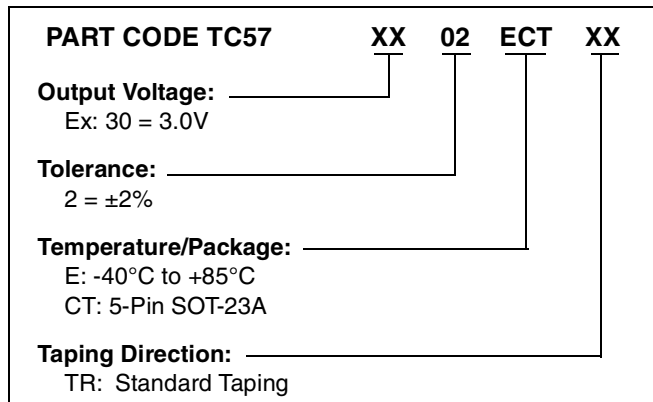 PART CODE TC57 XX 02 ECT XX
Output Voltage:
Ex: 30 = 3.0V
Tolerance:
2 = ±2%
Temperature/Package:
E: -40°C to +85°C
CT: 5-Pin SOT-23A
Taping Direction:
TR: Standard Taping